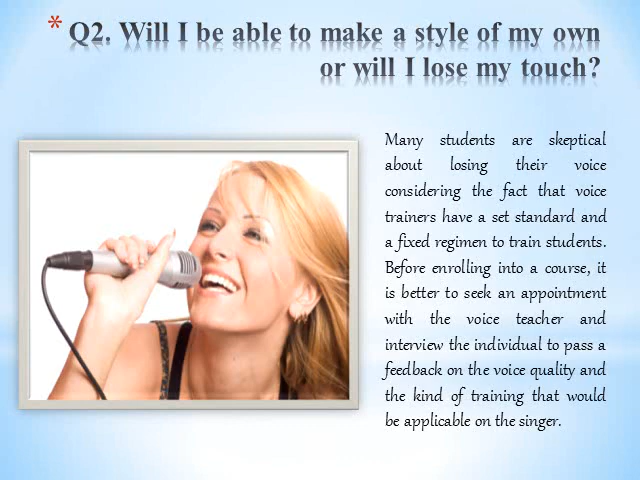 * Q2. Will I be able to make a style of my own
or will I lose my touch?
Many students are skeptical
about losing their voice
considering the fact that voice
trainers have a set standard and
a fixed regimen to train students.
Before enrolling into a course, it
is better to seek an appointment
with the voice teacher and
interview the individual to pass a
feedback on the voice quality and
the kind of training that would
be applicable on the singer.